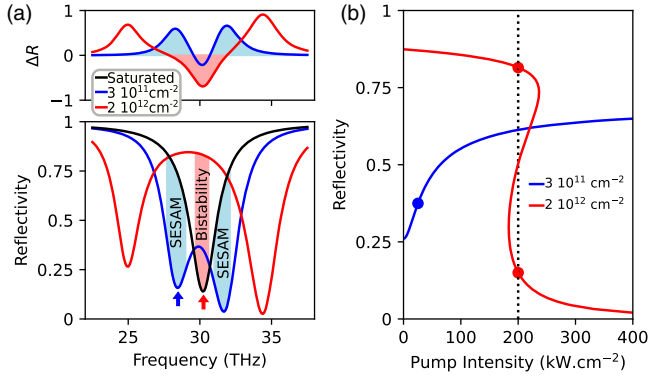 (a)
ΔR
1
0
−1
Saturated
3 10¹¹cm⁻²
2 10¹²cm⁻²
Reflectivity
1
0.75
0.5
0.25
0
SESAM
Bistability
SESAM
25
30
35
Frequency (THz)
(b)
Reflectivity
1
0.75
0.5
0.25
0
3 10¹¹ cm⁻²
2 10¹² cm⁻²
0
100
200
300
400
Pump Intensity (kW.cm⁻²)